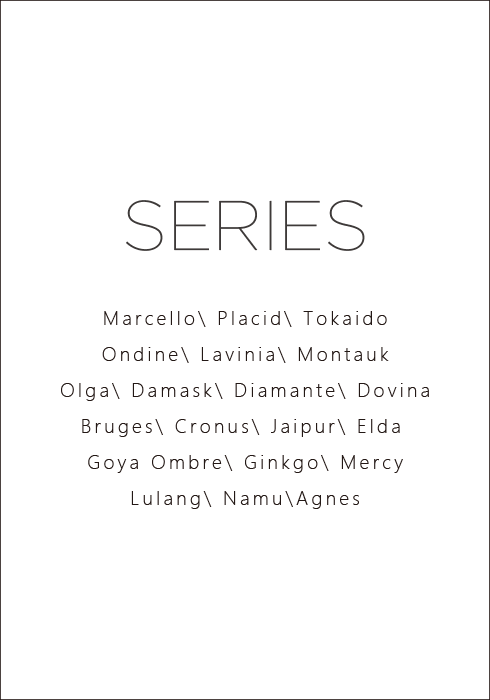 SERIES
Marcello\ Placid\ Tokaido
Ondine\ Lavinia\ Montauk
Olga\ Damask\ Diamante\ Dovina
Bruges\ Cronus\ Jaipur\ Elda
Goya Ombre\ Ginkgo\ Mercy
Lulang\ Namu\Agnes